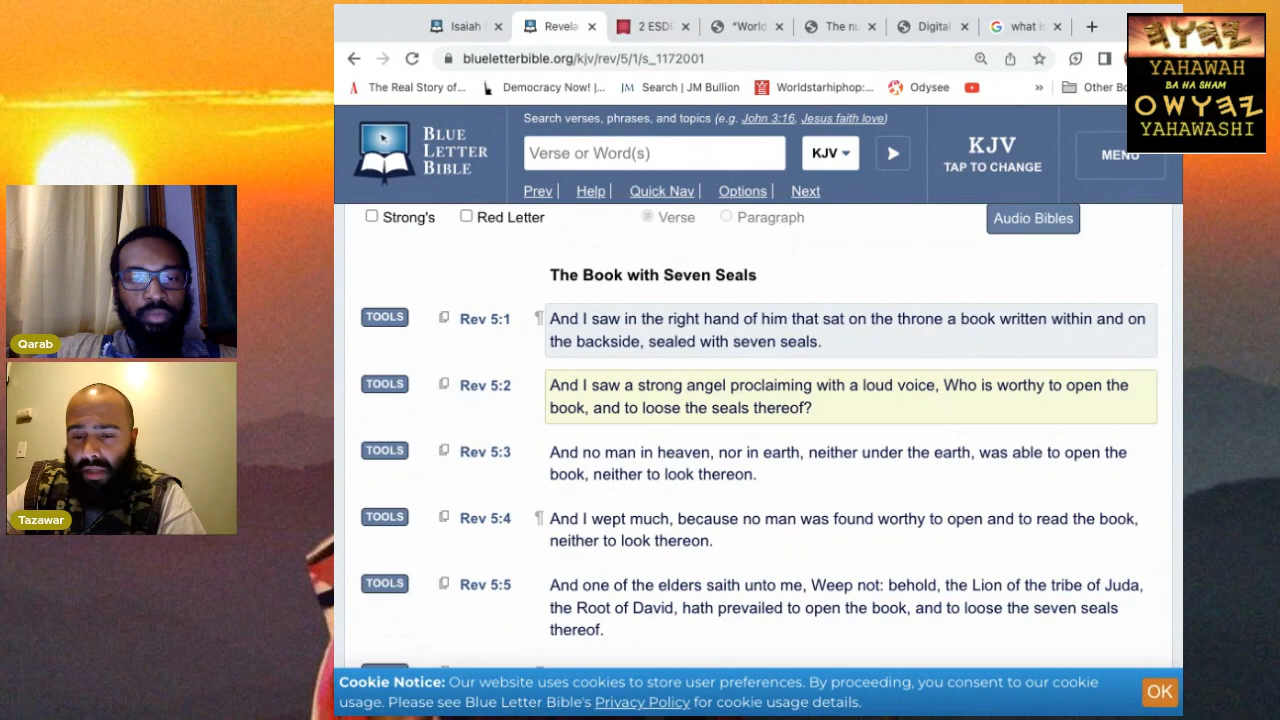 Isaiah
Revela
2 ESDF
"World
The nu
Digital
what is
blueletterbible.org/kjv/rev/5/1/s_1172001
The Real Story of...
Democracy Now! |...
JM Search | JM Bullion
Worldstarhiphop:...
Odysee
»
Other Bo
𐤉𐤄𐤅𐤄
YAHAWAH
BA HA SHAM
YAHAWASHI
BLUE
LETTER
BIBLE
Search verses, phrases, and topics (e.g. John 3:16, Jesus faith love)
Verse or Word(s)
KJV
KJV
TAP TO CHANGE
MENU
Prev | Help | Quick Nav | Options | Next
Strong's
Red Letter
Verse
Paragraph
Audio Bibles
The Book with Seven Seals
TOOLS Rev 5:1 ¶ And I saw in the right hand of him that sat on the throne a book written within and on
the backside, sealed with seven seals.
TOOLS Rev 5:2 And I saw a strong angel proclaiming with a loud voice, Who is worthy to open the
book, and to loose the seals thereof?
TOOLS Rev 5:3 And no man in heaven, nor in earth, neither under the earth, was able to open the
book, neither to look thereon.
TOOLS Rev 5:4 ¶ And I wept much, because no man was found worthy to open and to read the book,
neither to look thereon.
TOOLS Rev 5:5 And one of the elders saith unto me, Weep not: behold, the Lion of the tribe of Juda,
the Root of David, hath prevailed to open the book, and to loose the seven seals
thereof.
Cookie Notice: Our website uses cookies to store user preferences. By proceeding, you consent to our cookie
usage. Please see Blue Letter Bible's Privacy Policy for cookie usage details.
OK
Qarab
Tazawar